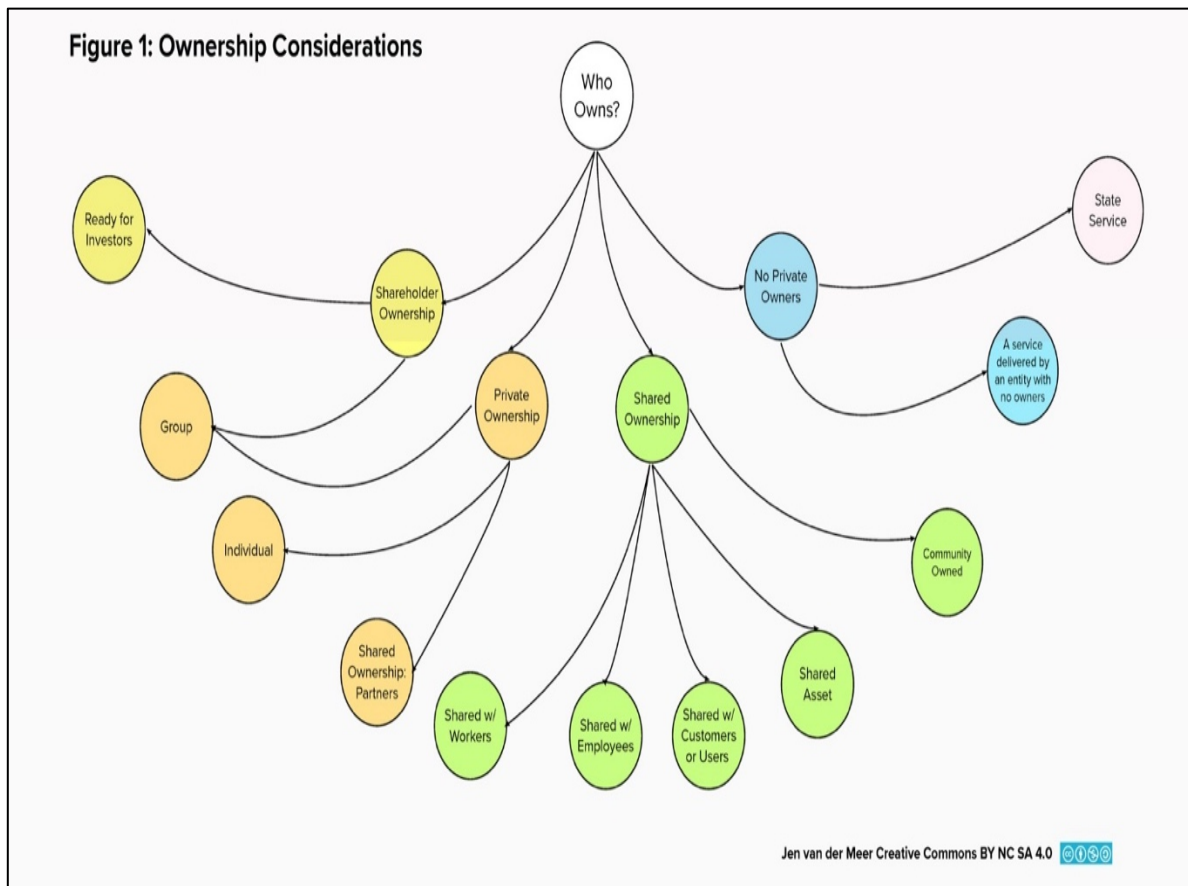 Figure 1: Ownership Considerations
Who
Owns?
Ready for
Investors
Shareholder
Ownership
No Private
Owners
State
Service
Group
Private
Ownership
Shared
Ownership
A service
delivered by
an entity with
no owners
Individual
Community
Owned
Shared
Ownership:
Partners
Shared w/
Workers
Shared w/
Employees
Shared w/
Customers
or Users
Shared
Asset
Jen van der Meer Creative Commons BY NC SA 4.0